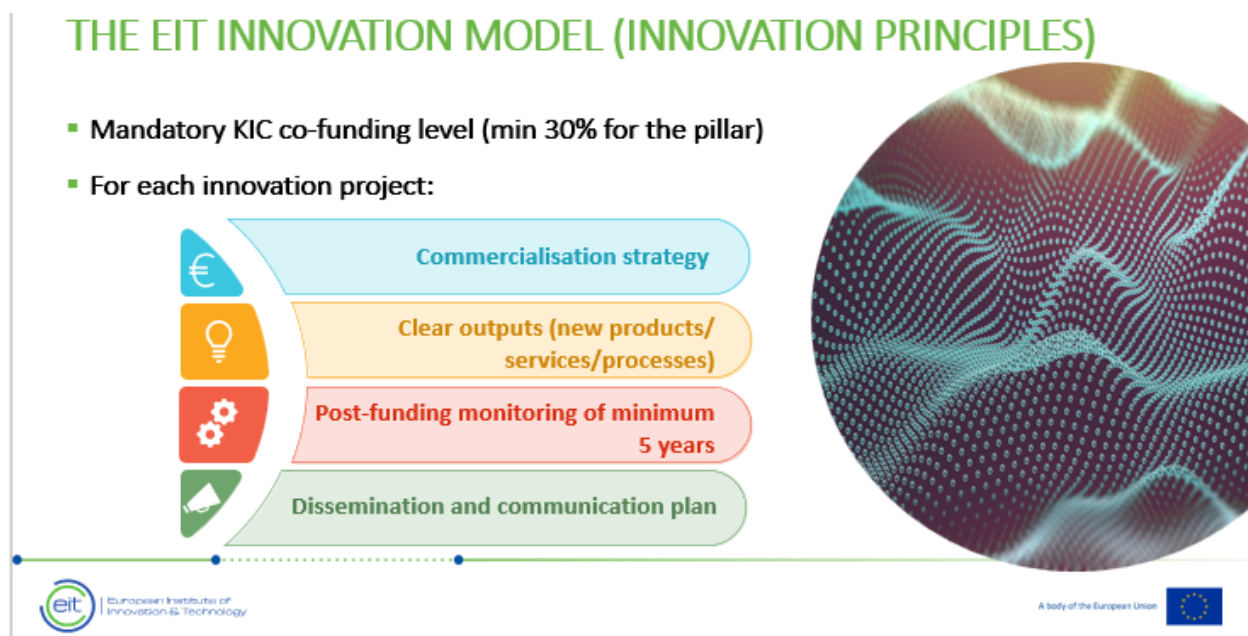 THE EIT INNOVATION MODEL (INNOVATION PRINCIPLES)
Mandatory KIC co-funding level (min 30% for the pillar)
For each innovation project:
€
Commercialisation strategy
Clear outputs (new products/
services/processes)
Post-funding monitoring of minimum
5 years
Dissemination and communication plan
eit
European Institute of
Innovation & Technology
A body of the European Union